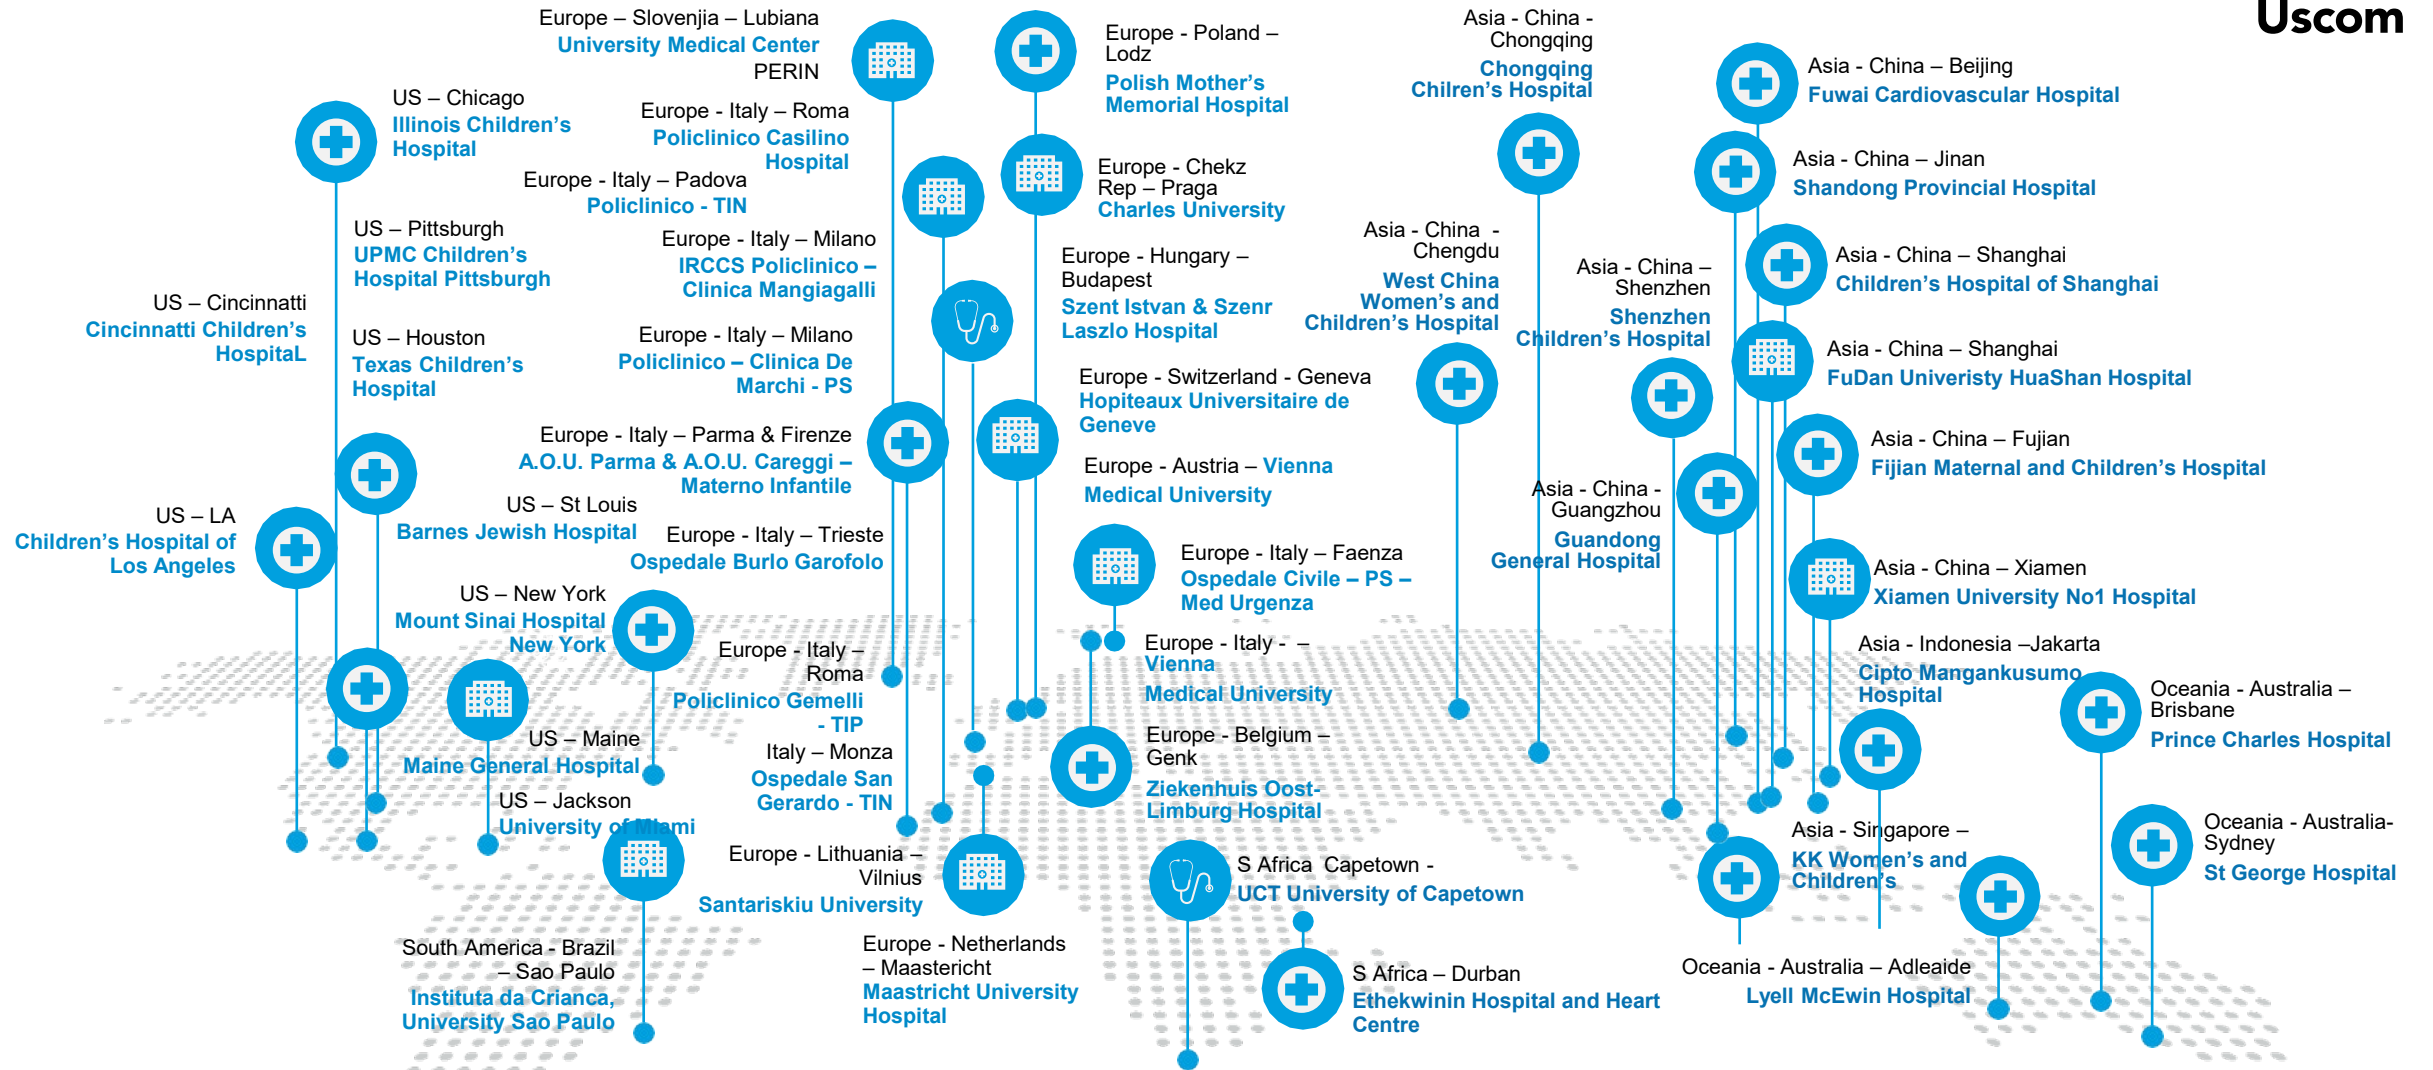 Uscom
US – Chicago
Illinois Children's
Hospital
US – Pittsburgh
UPMC Children's
Hospital Pittsburgh
US – Cincinnatti
Cincinnatti Children's
HospitaL
US – Houston
Texas Children's
Hospital
US – LA
Children's Hospital of
Los Angeles
US – St Louis
Barnes Jewish Hospital
US – New York
Mount Sinai Hospital
New York
US – Maine
Maine General Hospital
US – Jackson
University of MIami
South America - Brazil
– Sao Paulo
Instituta da Crianca,
University Sao Paulo
Europe – Slovenjia – Lubiana
University Medical Center
PERIN
Europe - Italy – Roma
Policlinico Casilino
Hospital
Europe - Italy – Padova
Policlinico - TIN
Europe - Italy – Milano
IRCCS Policlinico –
Clinica Mangiagalli
Europe - Italy – Milano
Policlinico – Clinica De
Marchi - PS
Europe - Italy – Parma & Firenze
A.O.U. Parma & A.O.U. Careggi –
Materno Infantile
Europe - Italy – Trieste
Ospedale Burlo Garofolo
Europe - Italy –
Roma
Policlinico Gemelli
- TIP
Italy – Monza
Ospedale San
Gerardo - TIN
Europe - Lithuania –
Vilnius
Santariskiu University
Europe - Netherlands
– Maastericht
Maastricht University
Hospital
Europe - Poland –
Lodz
Polish Mother's
Memorial Hospital
Europe - Chekz
Rep – Praga
Charles University
Europe - Hungary –
Budapest
Szent Istvan & Szenr
Laszlo Hospital
Europe - Switzerland - Geneva
Hopiteaux Universitaire de
Geneve
Europe - Austria – Vienna
Medical University
Europe - Italy – Faenza
Ospedale Civile – PS –
Med Urgenza
Europe - Italy - –
Vienna
Medical University
Europe - Belgium –
Genk
Ziekenhuis Oost-
Limburg Hospital
S Africa Capetown -
UCT University of Capetown
S Africa – Durban
Ethekwinin Hospital and Heart
Centre
Asia - China -
Chongqing
Chongqing
Chilren's Hospital
Asia - China -
Chengdu
West China
Women's and
Children's Hospital
Asia - China –
Shenzhen
Shenzhen
Children's Hospital
Asia - China -
Guangzhou
Guandong
General Hospital
Asia - China – Beijing
Fuwai Cardiovascular Hospital
Asia - China – Jinan
Shandong Provincial Hospital
Asia - China – Shanghai
Children's Hospital of Shanghai
Asia - China – Shanghai
FuDan Univeristy HuaShan Hospital
Asia - China – Fujian
Fijian Maternal and Children's Hospital
Asia - China – Xiamen
Xiamen University No1 Hospital
Asia - Indonesia –Jakarta
Cipto Mangankusumo
Hospital
Asia - Singapore –
KK Women's and
Children's
Oceania - Australia – Adleaide
Lyell McEwin Hospital
Oceania - Australia –
Brisbane
Prince Charles Hospital
Oceania - Australia-
Sydney
St George Hospital